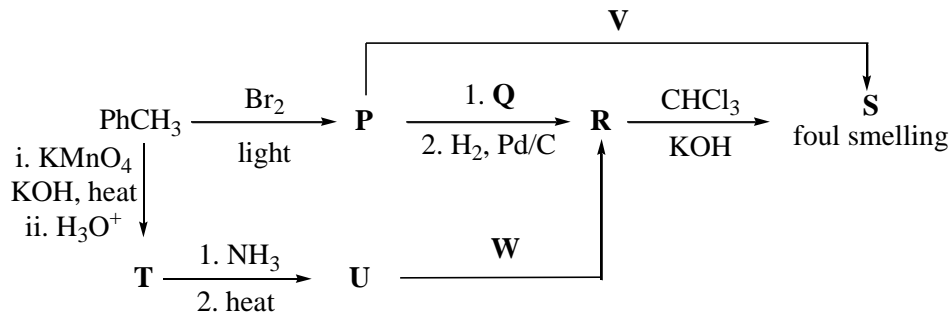 V
Br2
1. Q
CHCl3
PhCH3
P
R
S
light
2. H2, Pd/C
KOH
foul smelling
i. KMnO4
KOH, heat
ii. H3O+
1. NH3
W
T
U
2. heat